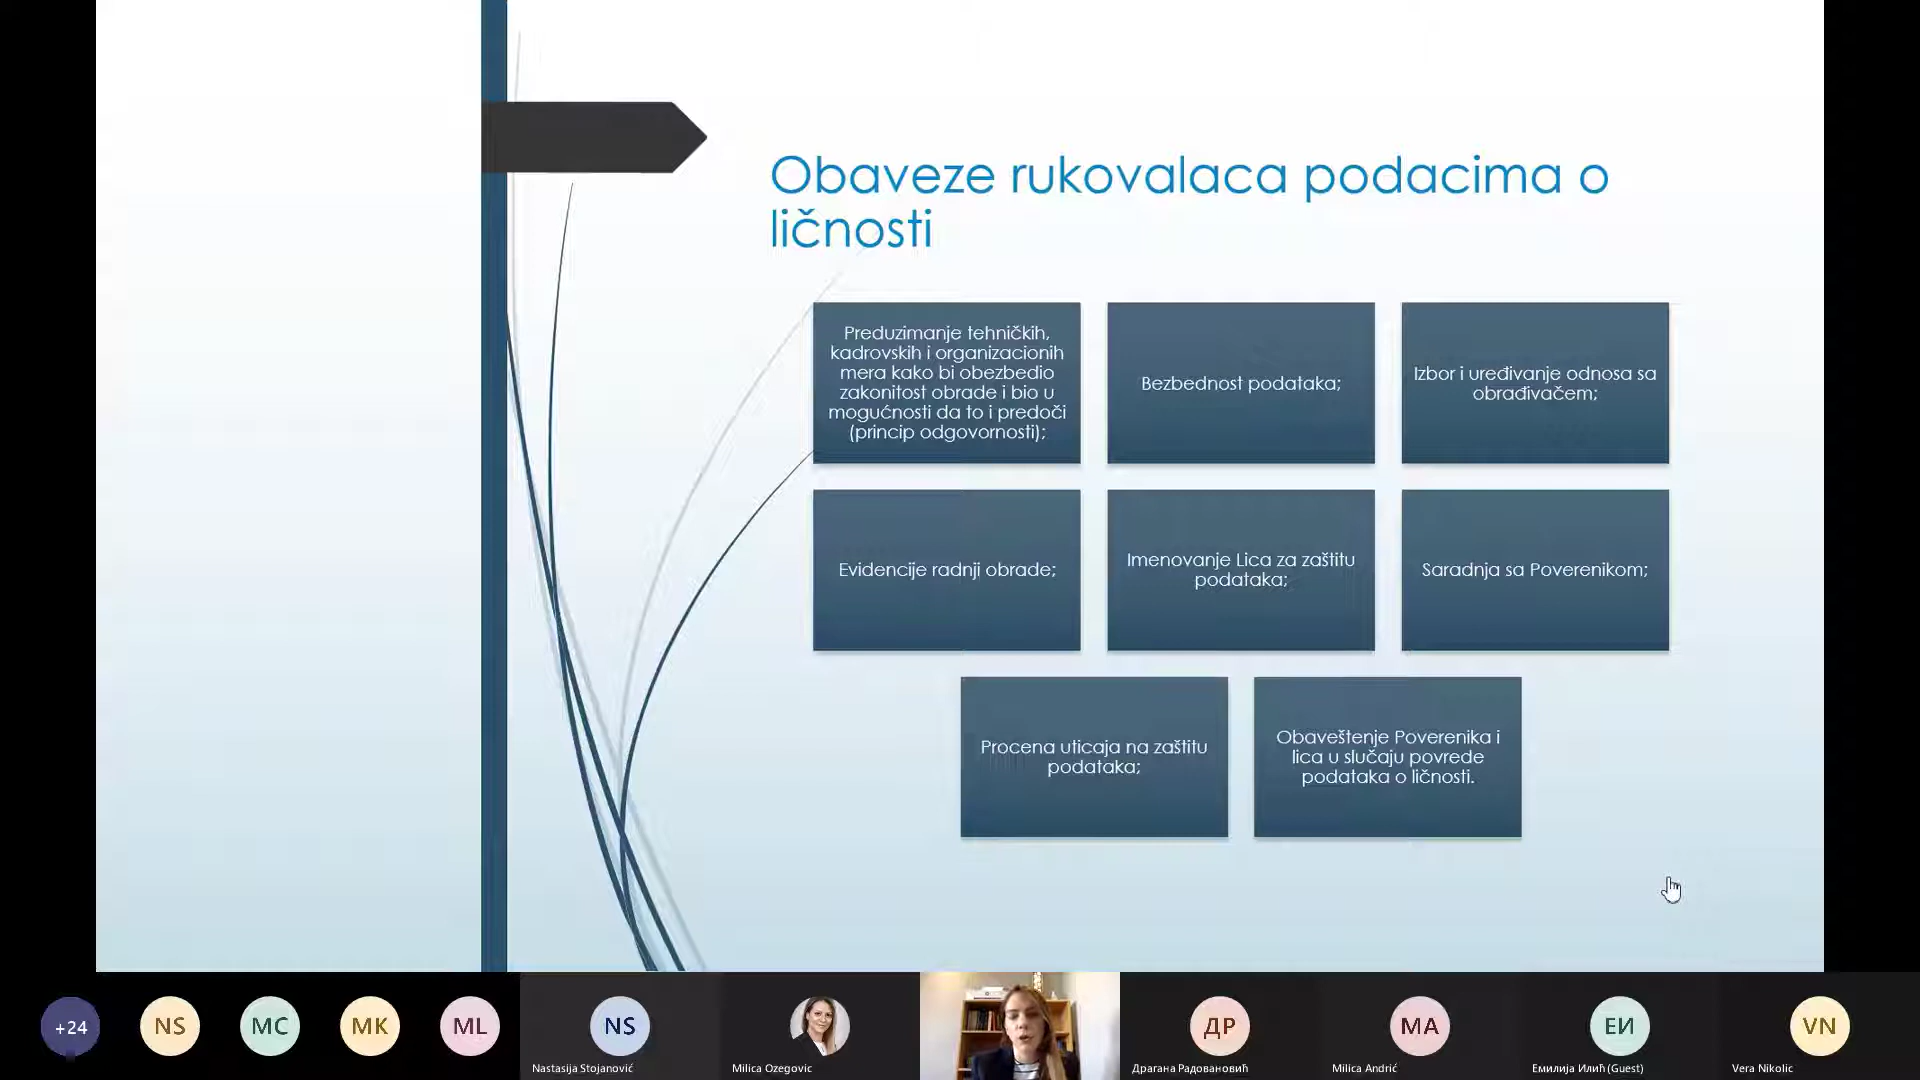 Obaveze rukovalaca podacima o
ličnosti
Preduzimanje tehničkih,
kadrovskih i organizacionih
mera kako bi obezbedio
zakonitost obrade i bio u
mogućnosti da to i predoči
(princip odgovornosti);
Bezbednost podataka;
Izbor i uređivanje odnosa sa
obrađivačem;
Evidencije radnji obrade;
Imenovanje Lica za zaštitu
podataka;
Saradnja sa Poverenikom;
Procena uticaja na zaštitu
podataka;
Obaveštenje Poverenika i
lica u slučaju povrede
podataka o ličnosti.
+24
NS
MC
MK
ML
NS
Nastasija Stojanović
Milica Ozegovic
ДР
Драгана Радовановић
MA
Milica Andrić
ЕИ
Емилија Илић (Guest)
VN
Vera Nikolic